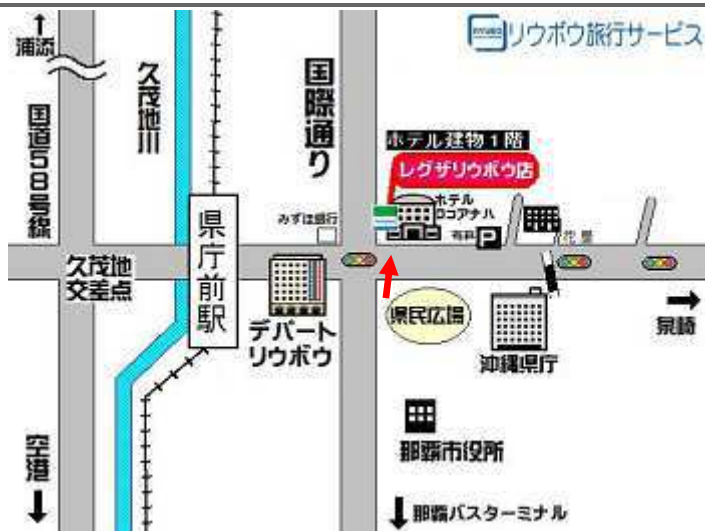 リウボウ旅行サービス
↑
浦添
国道58号線
久茂地川
国際通り
ホテル建物1階
レグザリウボウ店
ホテル
ロコアナハ
みずほ銀行
有料
P
花屋
県庁前駅
久茂地
交差点
デパート
リウボウ
県民広場
沖縄県庁
→
泉崎
那覇市役所
空港
↓
↓那覇バスターミナル